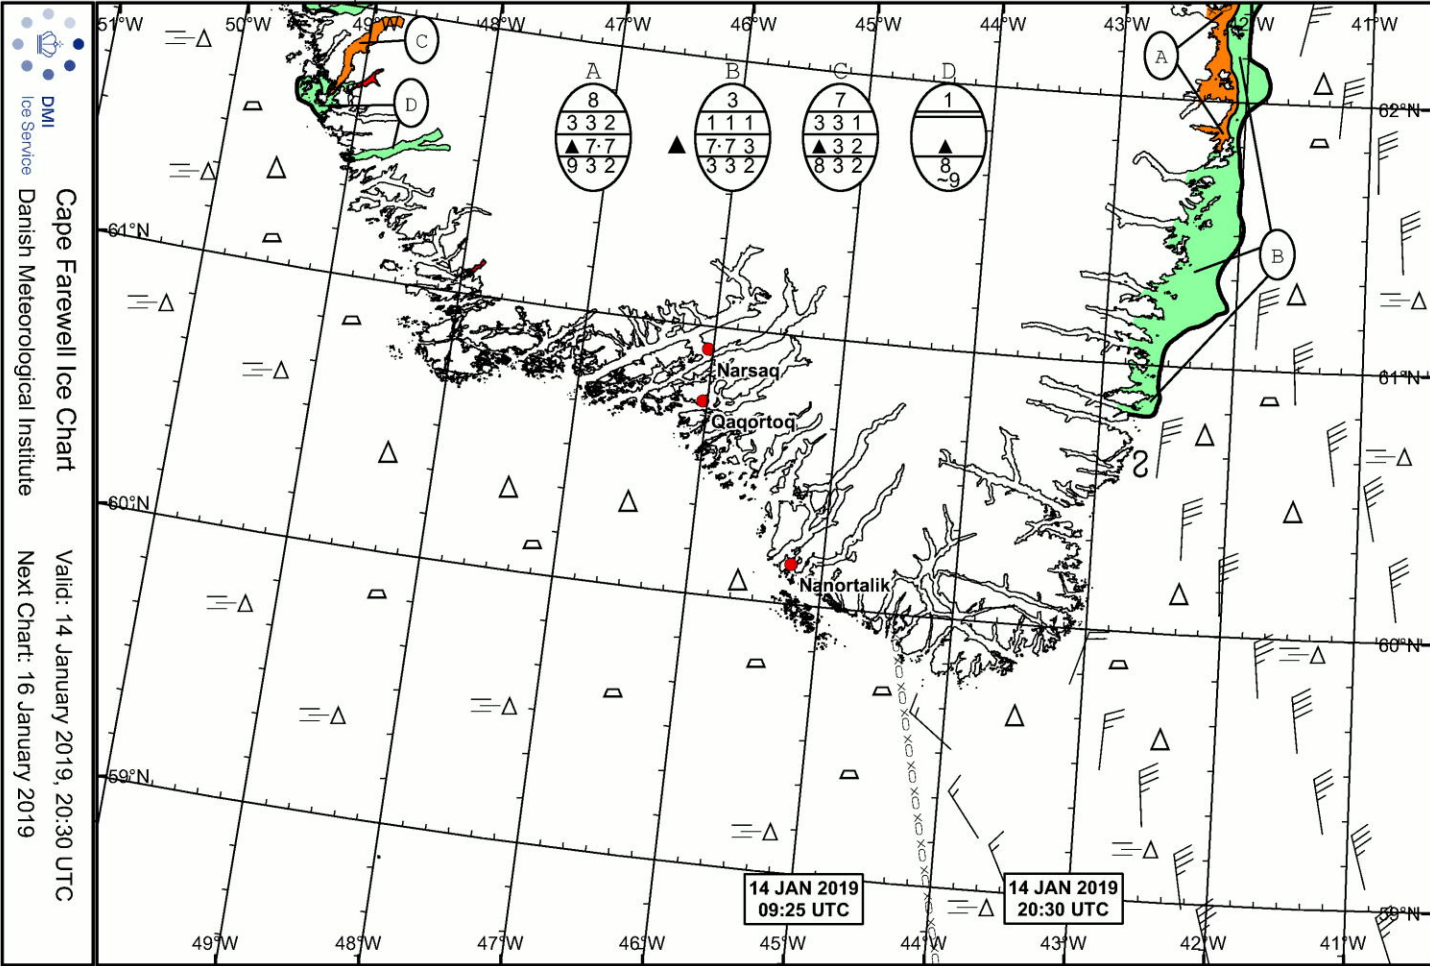 DMI
Ice Service
Cape Farewell Ice Chart
Danish Meteorological Institute
Valid: 14 January 2019, 20:30 UTC
Next Chart: 16 January 2019
51°W 50°W 49°W 48°W 47°W 46°W 45°W 44°W 43°W 42°W 41°W
C
D
A
B
A B C D
8 3 7 1
3 3 2 1 1 1 3 3 1
▲ 7·7 ▲ 7·7 3 ▲ 3 2 ▲
9 3 2 3 3 2 8 3 2 8
~9
62°N
61°N
61°N
Narsaq
Qaqortoq
60°N
Nanortalik
60°N
59°N
14 JAN 2019
09:25 UTC
14 JAN 2019
20:30 UTC
59°N
49°W 48°W 47°W 46°W 45°W 44°W 43°W 42°W 41°W